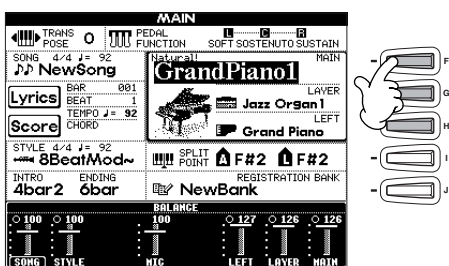 MAIN
TRANS POSE 0 PEDAL FUNCTION L C R SOFT SOSTENUTO SUSTAIN
SONG 4/4 ♩= 92
NewSong
Natural! MAIN
GrandPiano1
LAYER
Jazz Organ1
LEFT
Grand Piano
Lyrics BAR 001
BEAT 1
TEMPO ♩= 92
Score CHORD
STYLE 4/4 ♩= 92
8BeatMod~
SPLIT POINT A F#2 L F#2
INTRO ENDING
4bar2 6bar
REGISTRATION BANK
NewBank
BALANCE
100 100 100 127 126 126
SONG STYLE MIC LEFT LAYER MAIN
F
G
H
I
J